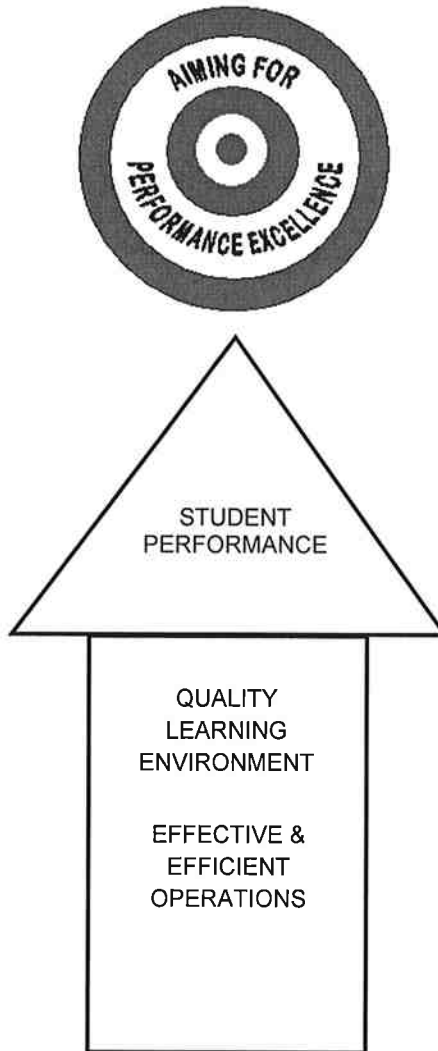 AIMING FOR
PERFORMANCE EXCELLENCE
STUDENT
PERFORMANCE
QUALITY
LEARNING
ENVIRONMENT
EFFECTIVE &
EFFICIENT
OPERATIONS